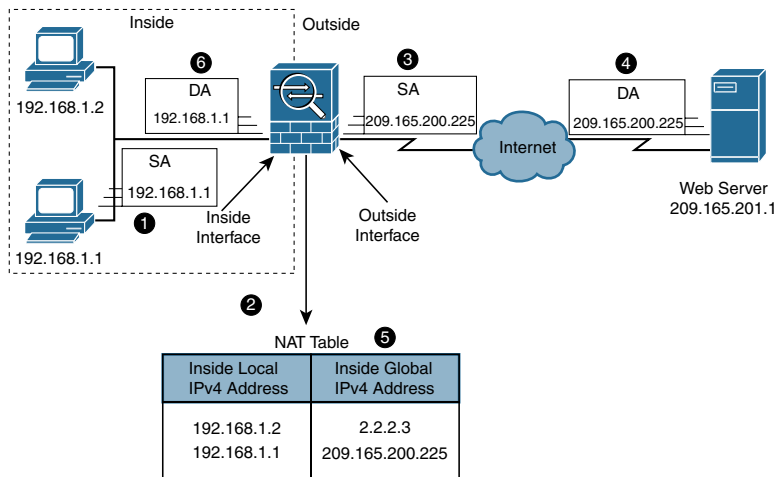 Inside
Outside
6
3
4
DA
192.168.1.1
SA
209.165.200.225
DA
209.165.200.225
192.168.1.2
Internet
SA
192.168.1.1
1
192.168.1.1
Inside
Interface
Outside
Interface
Web Server
209.165.201.1
2
NAT Table
5
Inside Local
IPv4 Address
Inside Global
IPv4 Address
192.168.1.2
2.2.2.3
192.168.1.1
209.165.200.225